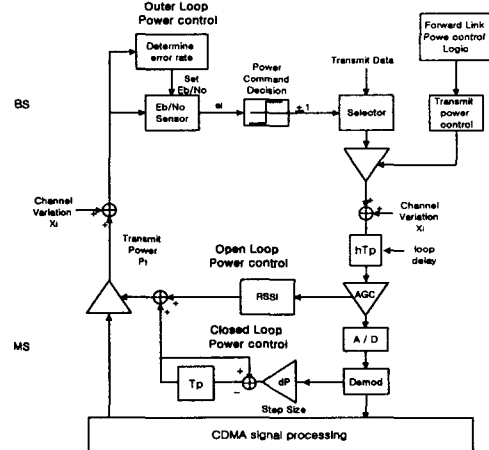 Outer Loop
Power control
Forward Link
Powe control
Logic
Determine
error rate
Set
Eb/No
Power
Command
Decision
Transmit Data
BS
Eb/No
Sensor
ei
± 1
Selector
Transmit
power
control
Channel
Variation
Xi
+
+
+
+
Channel
Variation
Xi
Transmit
Power
Pt
Open Loop
Power control
hTp
loop
delay
RSSI
AGC
+
+
MS
Closed Loop
Power control
A / D
Tp
+
−
dP
Demod
Step Size
CDMA signal processing